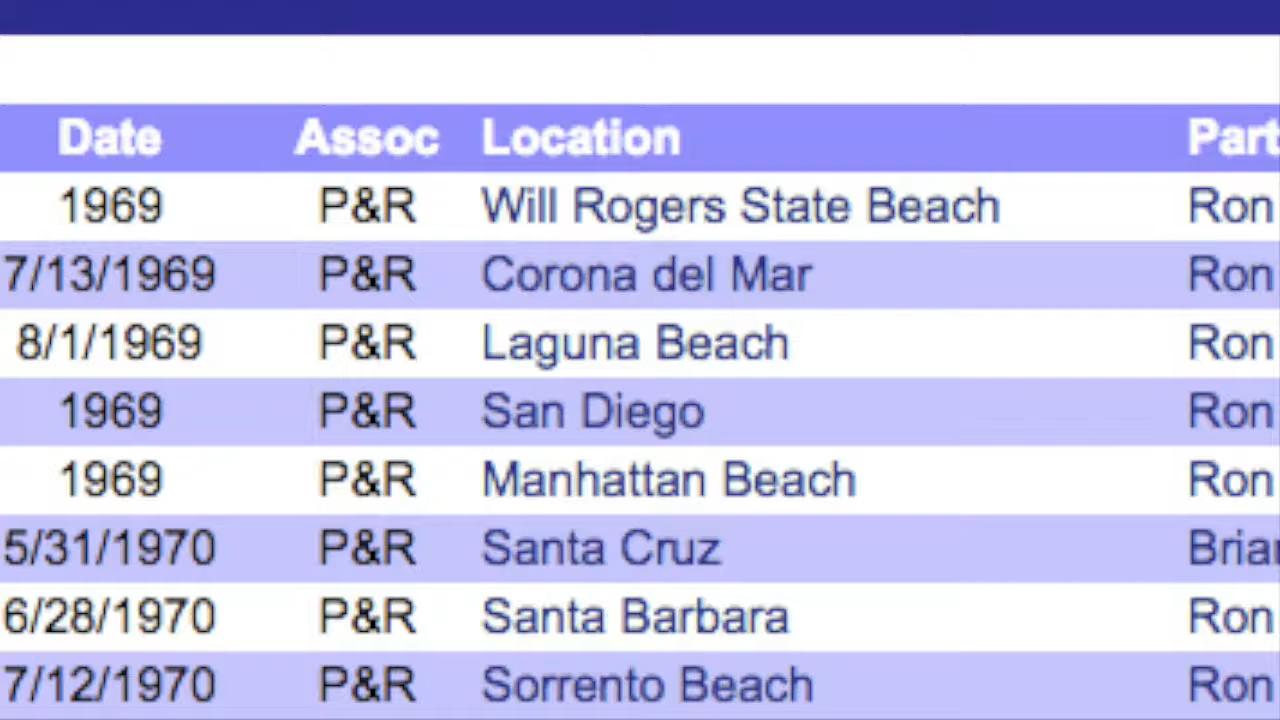 Date Assoc Location Part
1969 P&R Will Rogers State Beach Ron
7/13/1969 P&R Corona del Mar Ron
8/1/1969 P&R Laguna Beach Ron
1969 P&R San Diego Ron
1969 P&R Manhattan Beach Ron
5/31/1970 P&R Santa Cruz Brian
6/28/1970 P&R Santa Barbara Ron
7/12/1970 P&R Sorrento Beach Ron